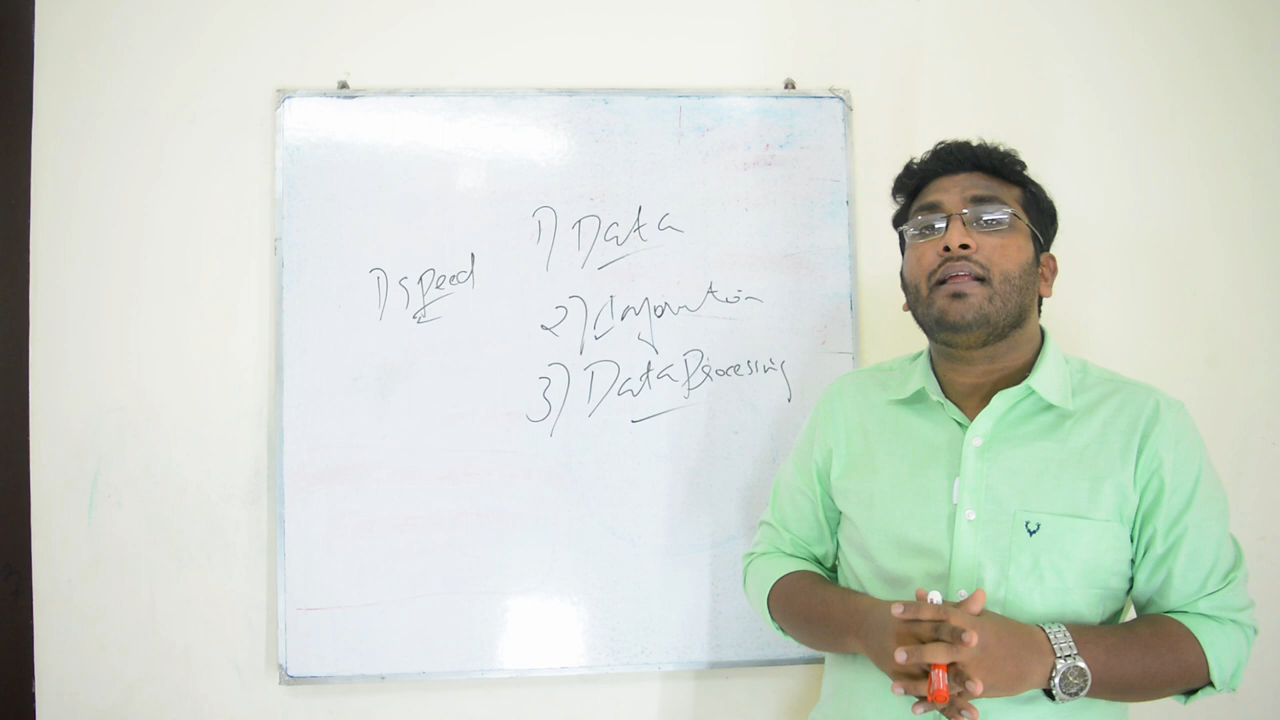 1) Speed
1) Data
2) Information
3) Data Processing